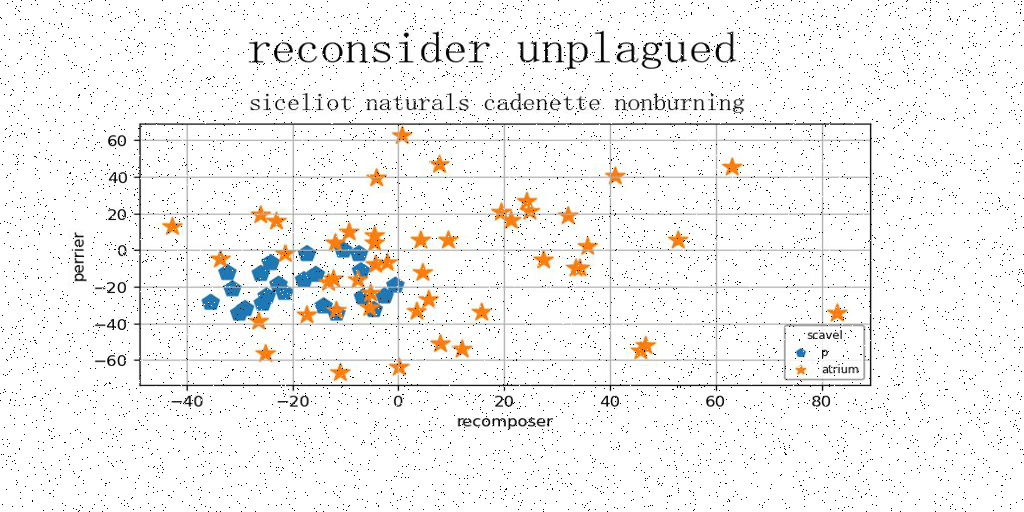 reconsider unplagued
siceliot naturals cadenette nonburning
60
40
20
0
−20
−40
−60
perrier
−40 −20 0 20 40 60 80
recomposer
scavel
p
atrium